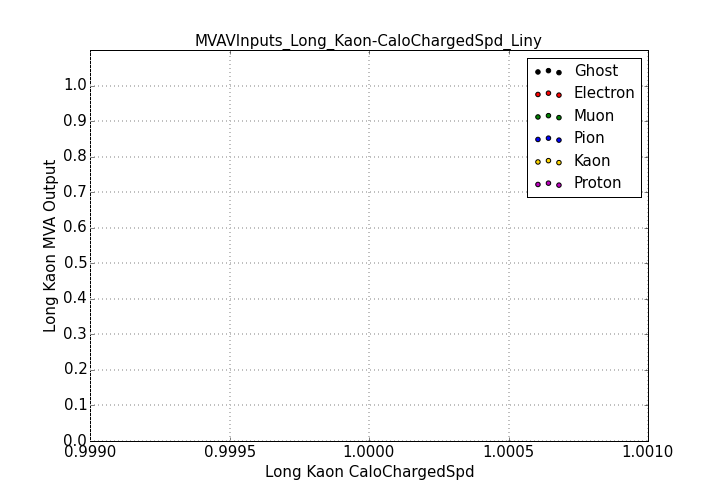 MVAVInputs_Long_Kaon-CaloChargedSpd_Liny
Ghost
Electron
Muon
Pion
Kaon
Proton
Long Kaon MVA Output
1.0
0.9
0.8
0.7
0.6
0.5
0.4
0.3
0.2
0.1
0.0
0.9990 0.9995 1.0000 1.0005 1.0010
Long Kaon CaloChargedSpd